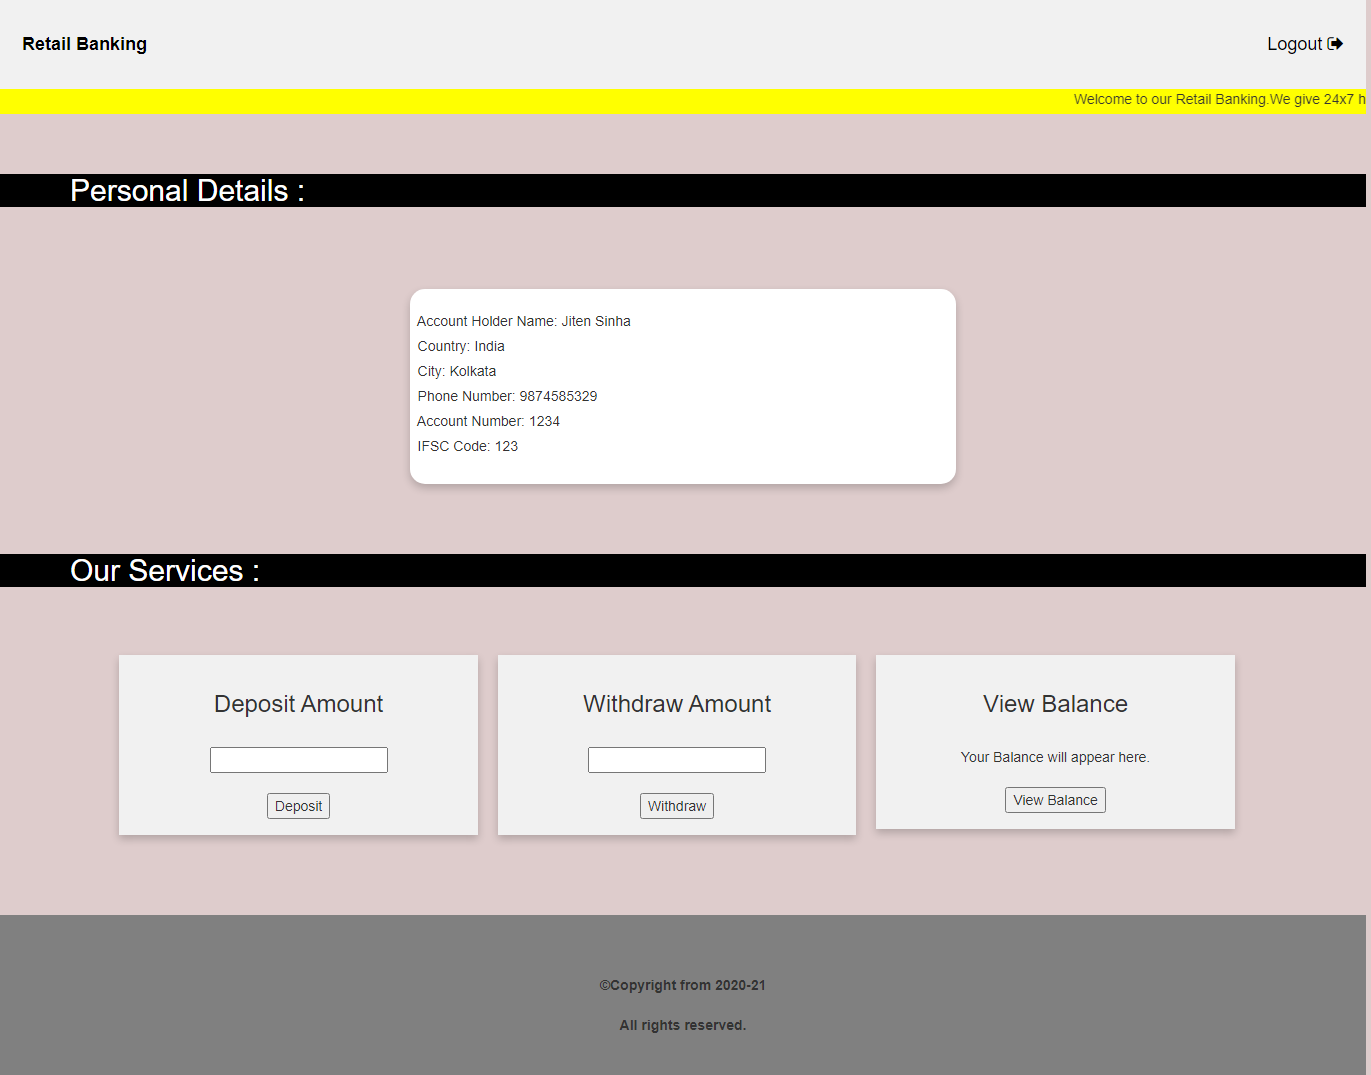 Retail Banking
Logout
Welcome to our Retail Banking.We give 24x7 h
Personal Details :
Account Holder Name: Jiten Sinha
Country: India
City: Kolkata
Phone Number: 9874585329
Account Number: 1234
IFSC Code: 123
Our Services :
Deposit Amount
Deposit
Withdraw Amount
Withdraw
View Balance
Your Balance will appear here.
View Balance
©Copyright from 2020-21
All rights reserved.